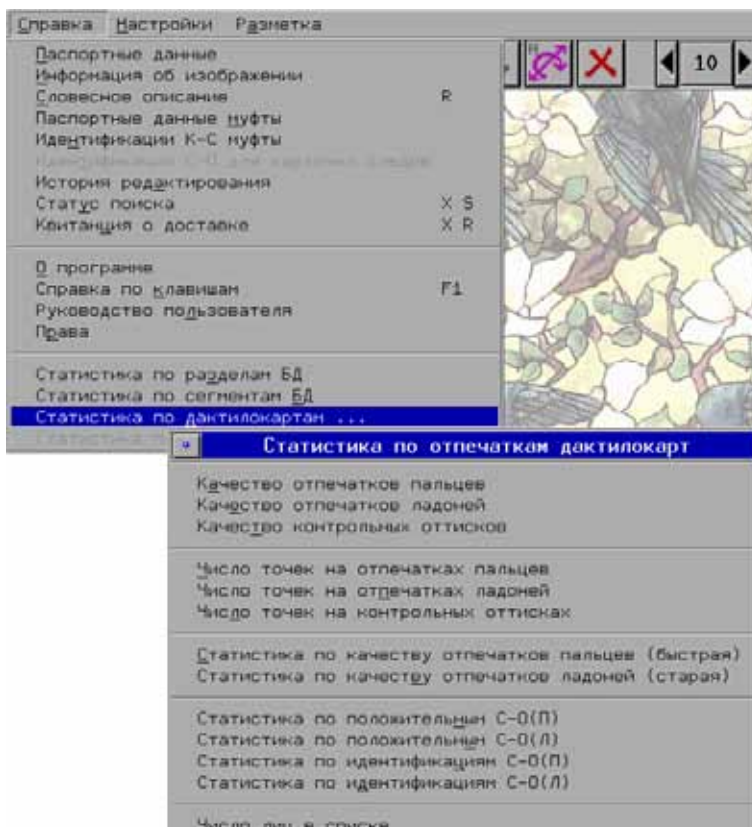 Справка Настройки Разметка
Паспортные данные
Информация об изображении
Словесное описание R
Паспортные данные муфты
Идентификации К-С муфты
История редактирования
Статус поиска X S
Квитанция о доставке X R
10
О программе
Справка по клавишам F1
Руководство пользователя
Права
Статистика по разделам БД
Статистика по сегментам БД
Статистика по дактилокартам ...
Статистика по отпечаткам дактилокарт
Качество отпечатков пальцев
Качество отпечатков ладоней
Качество контрольных оттисков
Число точек на отпечатках пальцев
Число точек на отпечатках ладоней
Число точек на контрольных оттисках
Статистика по качеству отпечатков пальцев (быстрая)
Статистика по качеству отпечатков ладоней (старая)
Статистика по положительным С-О(П)
Статистика по положительным С-О(Л)
Статистика по идентификациям С-О(П)
Статистика по идентификациям С-О(Л)
Число лиц в списке